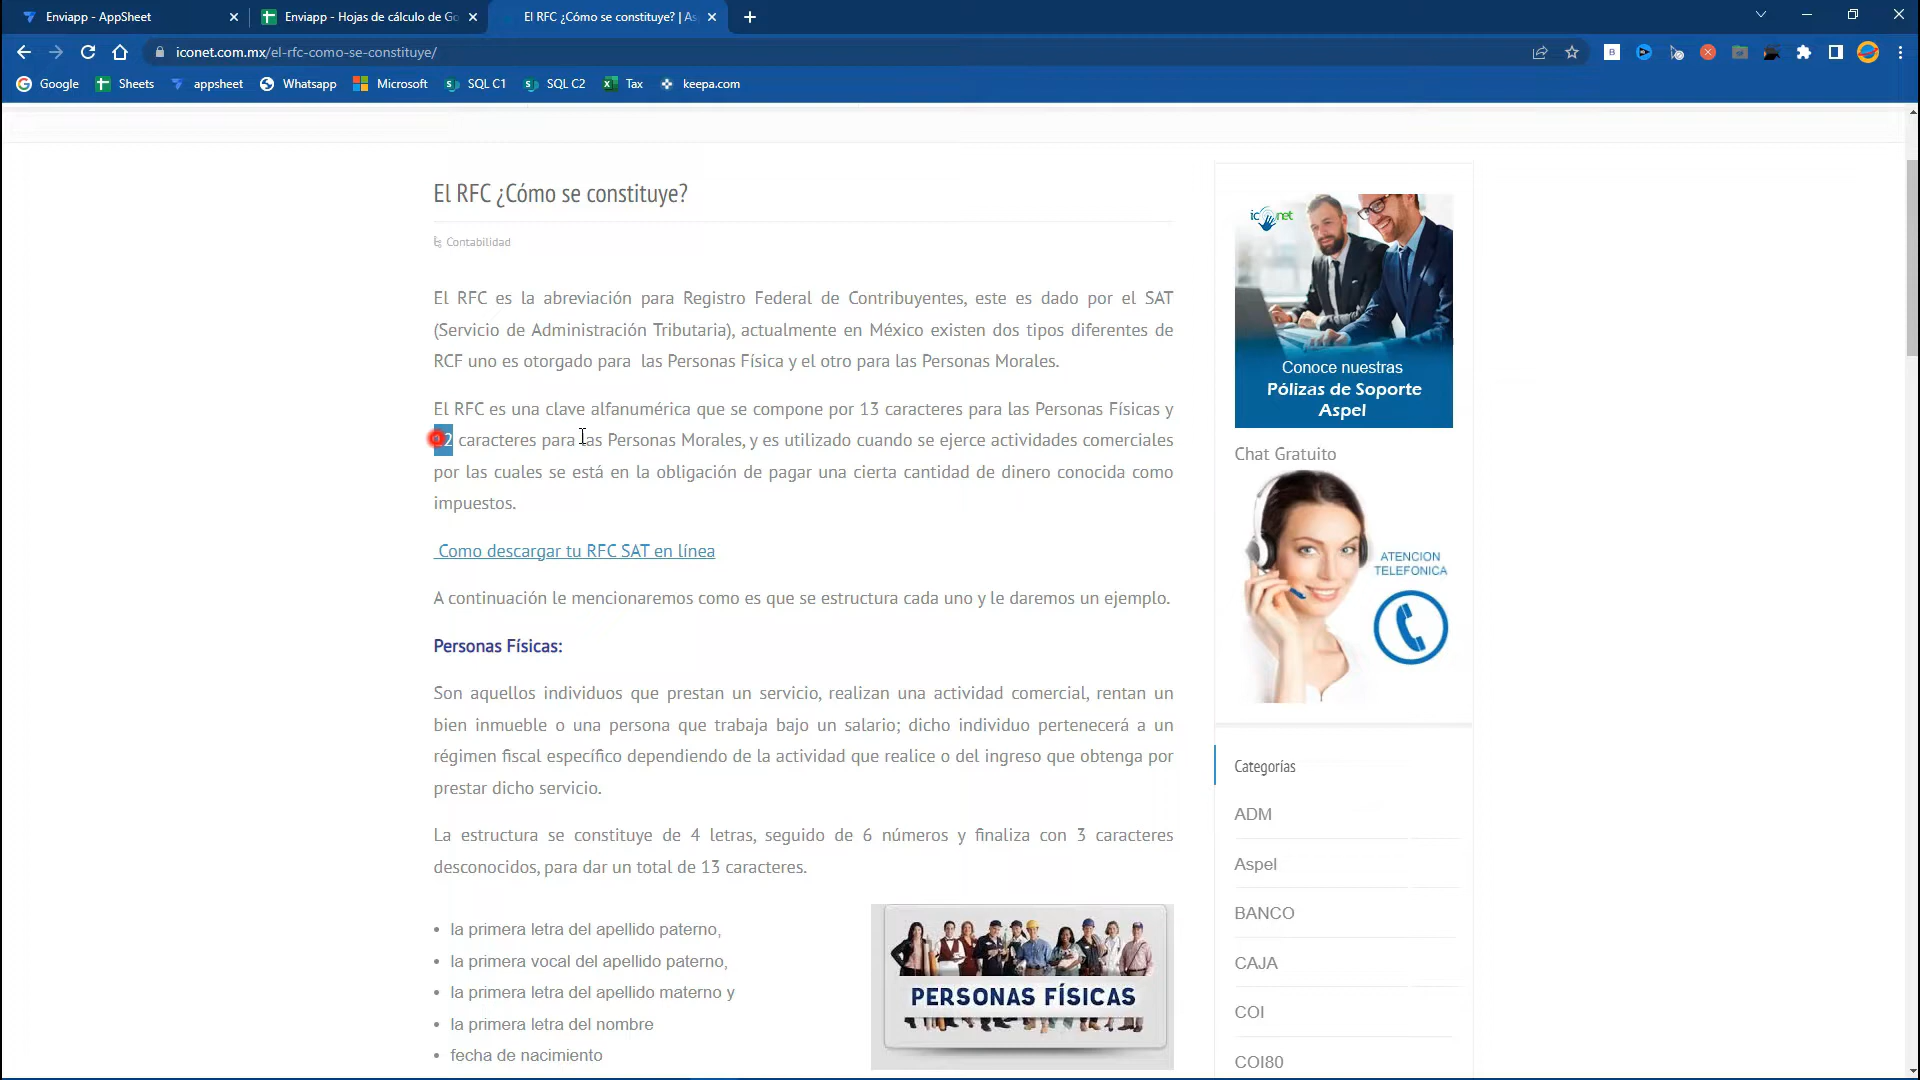 Enviapp - AppSheet
Enviapp - Hojas de cálculo de Go
El RFC ¿Cómo se constituye? | As
iconet.com.mx/el-rfc-como-se-constituye/
Google Sheets appsheet Whatsapp Microsoft SQL C1 SQL C2 Tax keepa.com
El RFC ¿Cómo se constituye?
Contabilidad
El RFC es la abreviación para Registro Federal de Contribuyentes, este es dado por el SAT
(Servicio de Administración Tributaria), actualmente en México existen dos tipos diferentes de
RCF uno es otorgado para las Personas Física y el otro para las Personas Morales.
El RFC es una clave alfanumérica que se compone por 13 caracteres para las Personas Físicas y
12 caracteres para las Personas Morales, y es utilizado cuando se ejerce actividades comerciales
por las cuales se está en la obligación de pagar una cierta cantidad de dinero conocida como
impuestos.
Como descargar tu RFC SAT en línea
A continuación le mencionaremos como es que se estructura cada uno y le daremos un ejemplo.
Personas Físicas:
Son aquellos individuos que prestan un servicio, realizan una actividad comercial, rentan un
bien inmueble o una persona que trabaja bajo un salario; dicho individuo pertenecerá a un
régimen fiscal específico dependiendo de la actividad que realice o del ingreso que obtenga por
prestar dicho servicio.
La estructura se constituye de 4 letras, seguido de 6 números y finaliza con 3 caracteres
desconocidos, para dar un total de 13 caracteres.
• la primera letra del apellido paterno,
• la primera vocal del apellido paterno,
• la primera letra del apellido materno y
• la primera letra del nombre
• fecha de nacimiento
PERSONAS FÍSICAS
iconet
Conoce nuestras
Pólizas de Soporte
Aspel
Chat Gratuito
ATENCION
TELEFONICA
Categorías
ADM
Aspel
BANCO
CAJA
COI
COI80